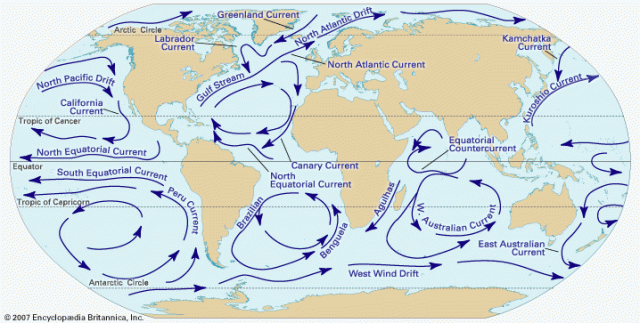 Greenland Current
North Atlantic Drift
Arctic Circle
Labrador
Current
Kamchatka
Current
North Atlantic Current
Gulf Stream
North Pacific Drift
Kuroshio Current
California
Current
Tropic of Cancer
Equatorial
Countercurrent
North Equatorial Current
Equator
Canary Current
South Equatorial Current
North
Equatorial Current
Tropic of Capricorn
Peru Current
Brazilian
Benguela
Agulhas
W. Australian Current
East Australian
Current
West Wind Drift
Antarctic Circle
© 2007 Encyclopædia Britannica, Inc.